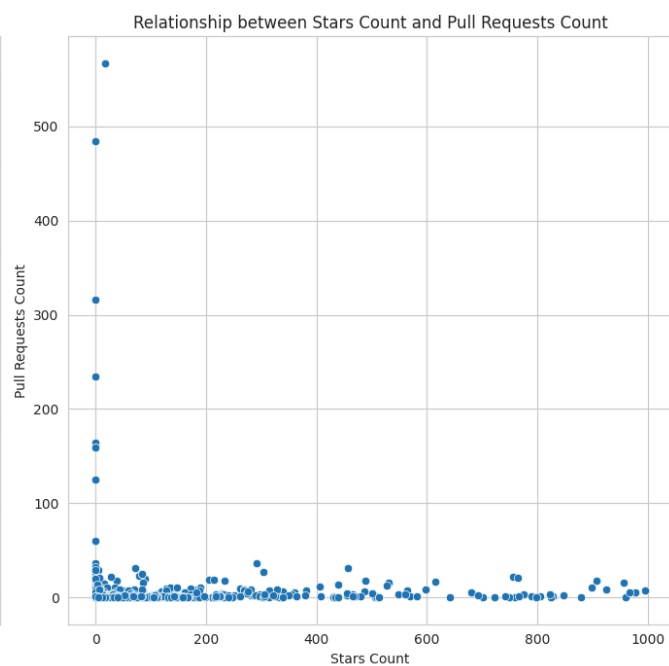 Relationship between Stars Count and Pull Requests Count
500
400
300
200
100
0
Pull Requests Count
0 200 400 600 800 1000
Stars Count